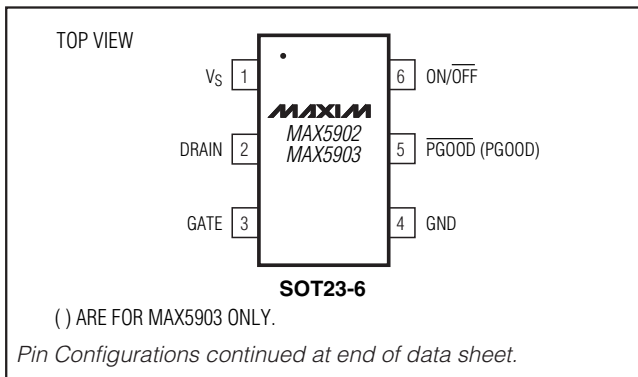 TOP VIEW
VS 1
6 ON/OFF
MAXIM
MAX5902
MAX5903
DRAIN 2
5 PGOOD (PGOOD)
GATE 3
4 GND
SOT23-6
( ) ARE FOR MAX5903 ONLY.
Pin Configurations continued at end of data sheet.